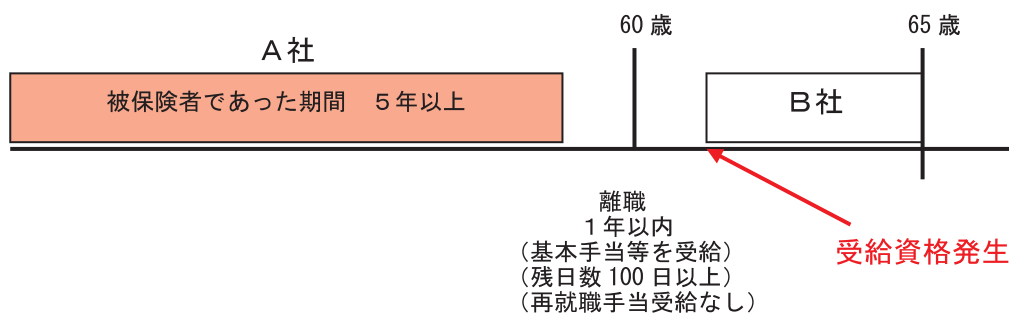 60歳
65歳
A社
被保険者であった期間　５年以上
B社
離職
１年以内
（基本手当等を受給）
（残日数100日以上）
（再就職手当受給なし）
受給資格発生